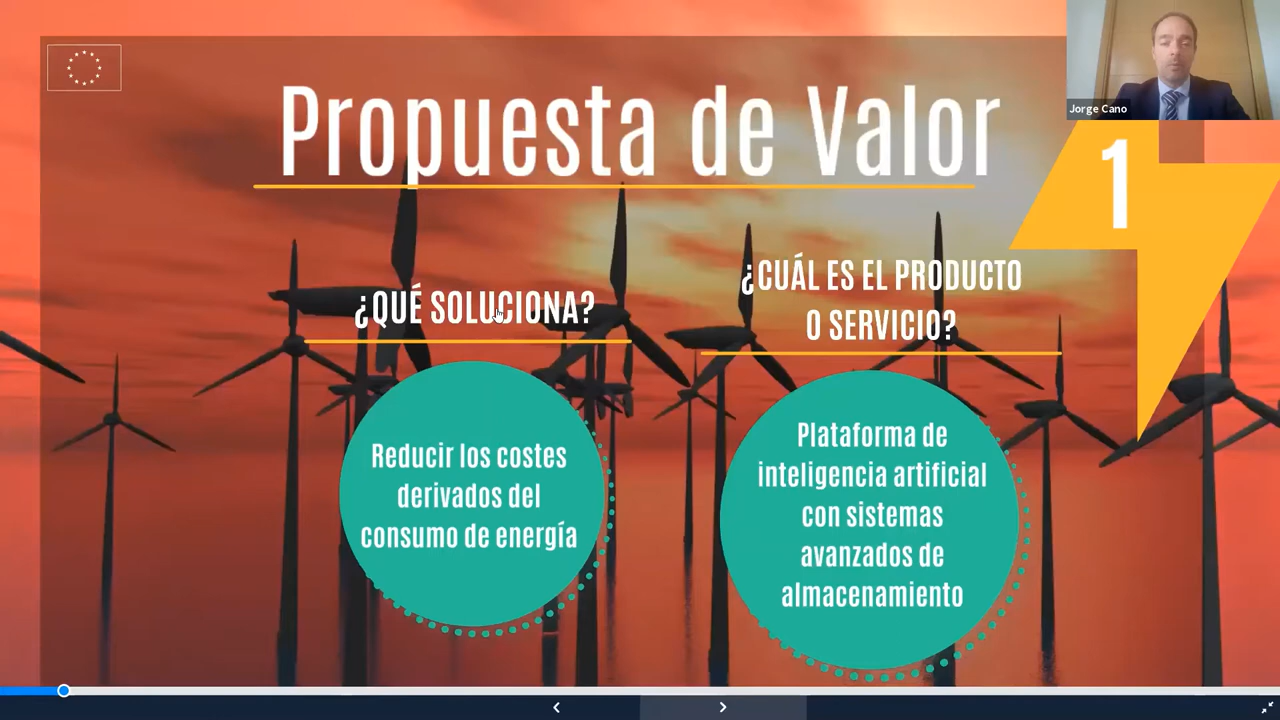 Propuesta de Valor
Jorge Cano
1
¿QUÉ SOLUCIONA?
Reducir los costes
derivados del
consumo de energía
¿CUÁL ES EL PRODUCTO
O SERVICIO?
Plataforma de
inteligencia artificial
con sistemas
avanzados de
almacenamiento